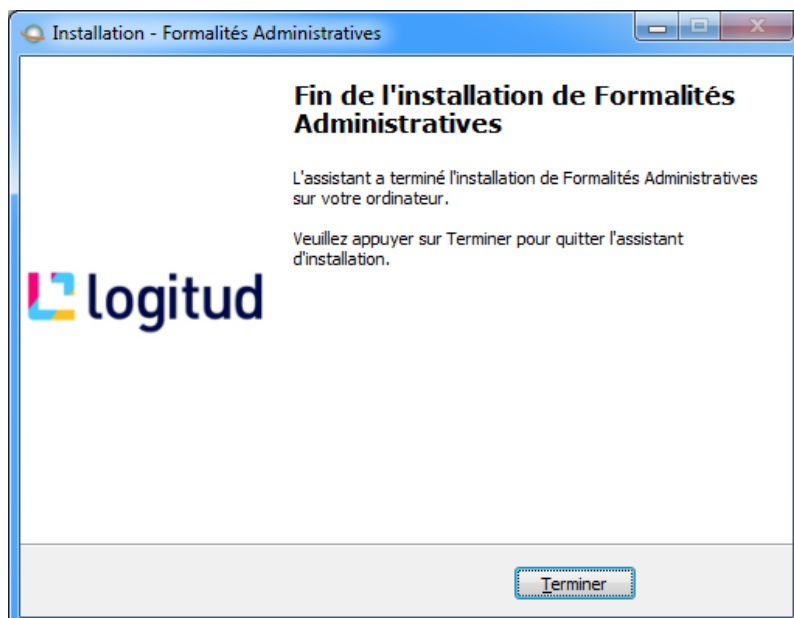 Installation - Formalités Administratives
Fin de l'installation de Formalités
Administratives
L'assistant a terminé l'installation de Formalités Administratives
sur votre ordinateur.
Veuillez appuyer sur Terminer pour quitter l'assistant
d'installation.
logitud
Terminer